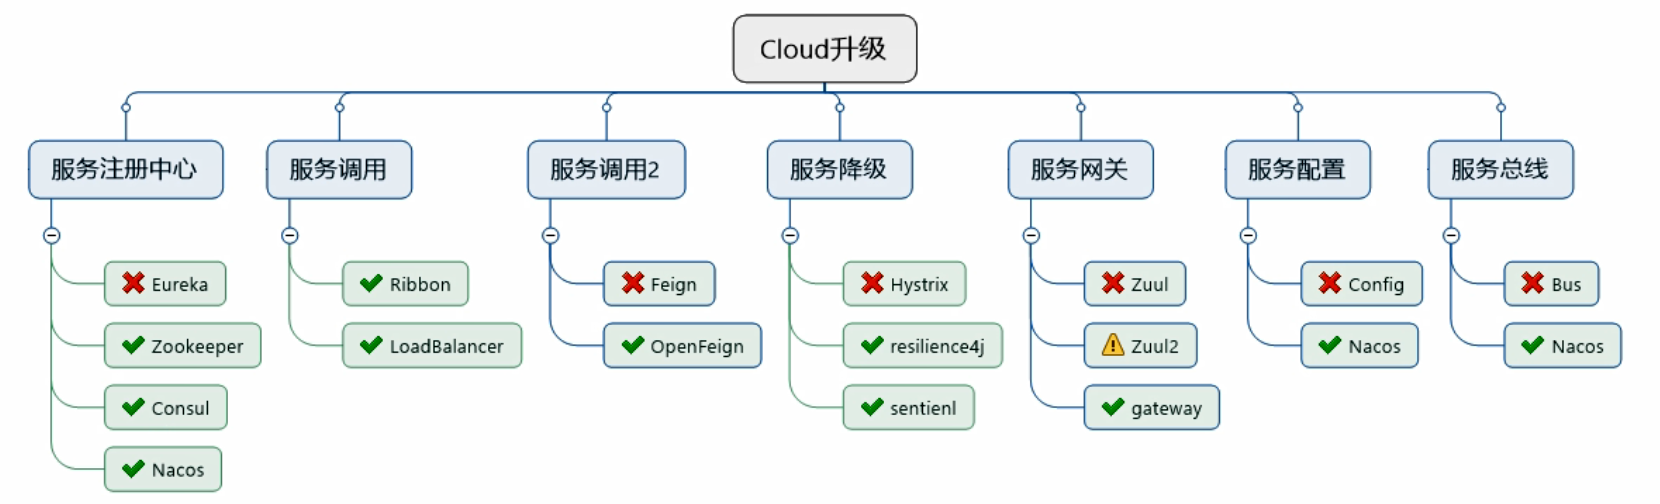 Cloud升级
服务注册中心
服务调用
服务调用2
服务降级
服务网关
服务配置
服务总线
Eureka
Zookeeper
Consul
Nacos
Ribbon
LoadBalancer
Feign
OpenFeign
Hystrix
resilience4j
sentienl
Zuul
Zuul2
gateway
Config
Nacos
Bus
Nacos